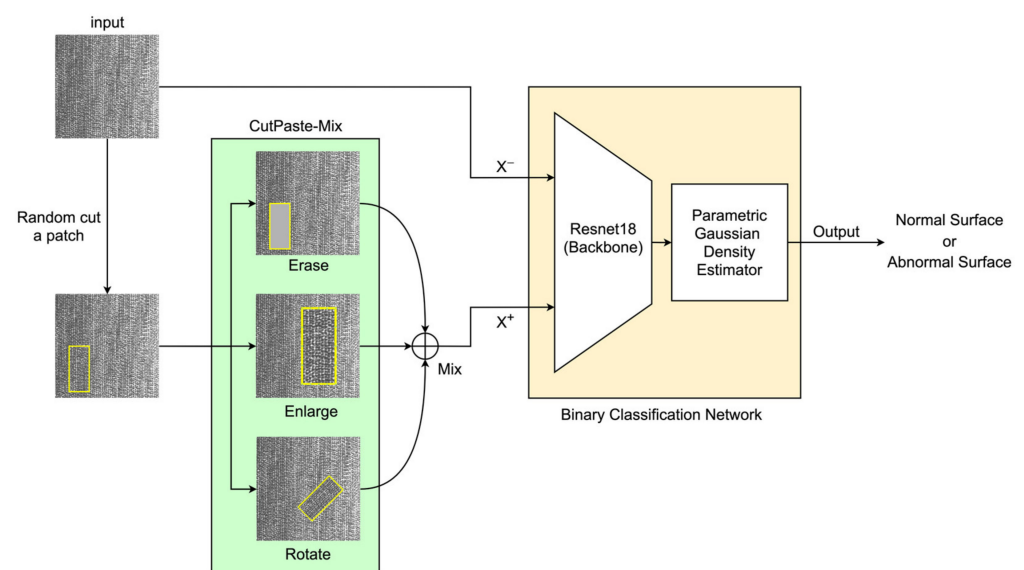 input
CutPaste-Mix
Random cut
a patch
Erase
Enlarge
Rotate
Mix
X⁻
X⁺
Resnet18
(Backbone)
Parametric
Gaussian
Density
Estimator
Binary Classification Network
Output
Normal Surface
or
Abnormal Surface